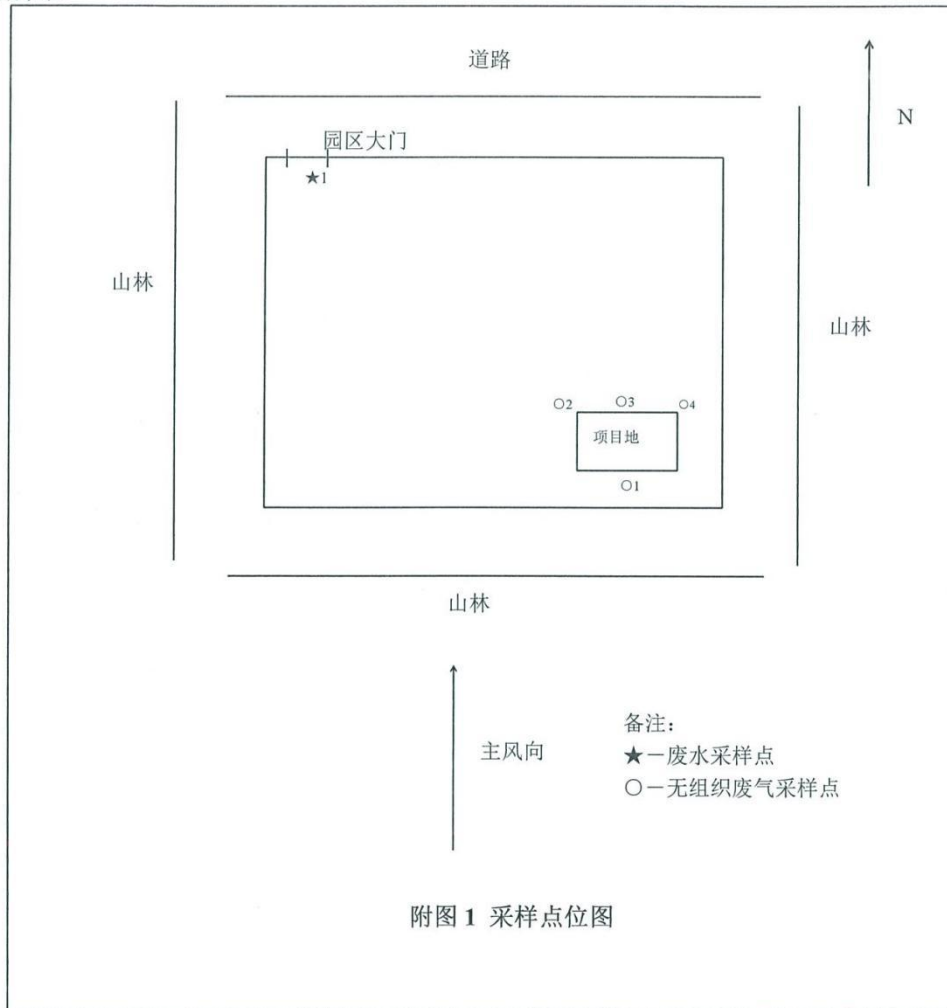 道路
N
园区大门
★1
山林
山林
○2
○3
○4
项目地
○1
山林
主风向
备注：
★－废水采样点
○－无组织废气采样点
附图 1 采样点位图